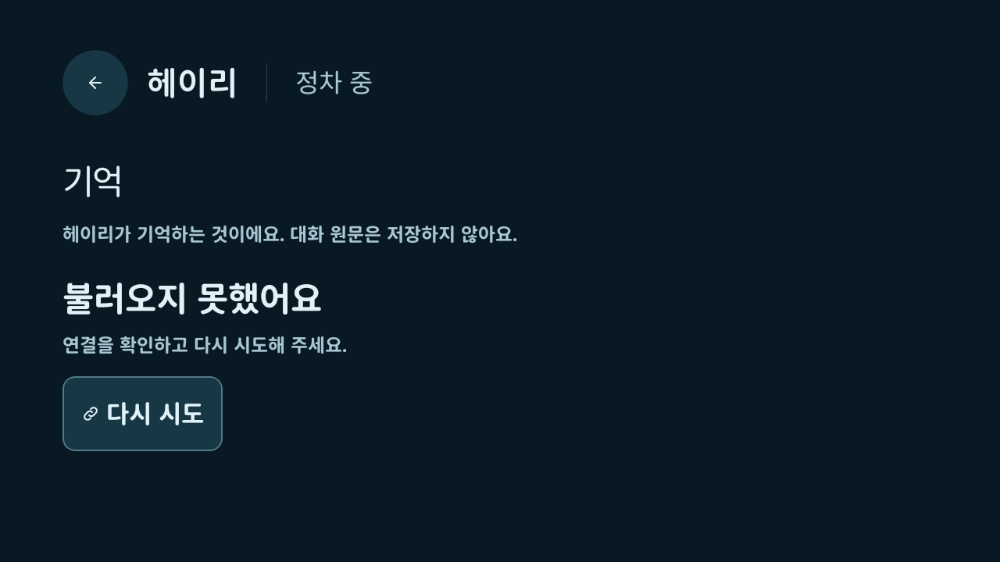 헤이리
정차 중
기억
헤이리가 기억하는 것이에요. 대화 원문은 저장하지 않아요.
불러오지 못했어요
연결을 확인하고 다시 시도해 주세요.
다시 시도